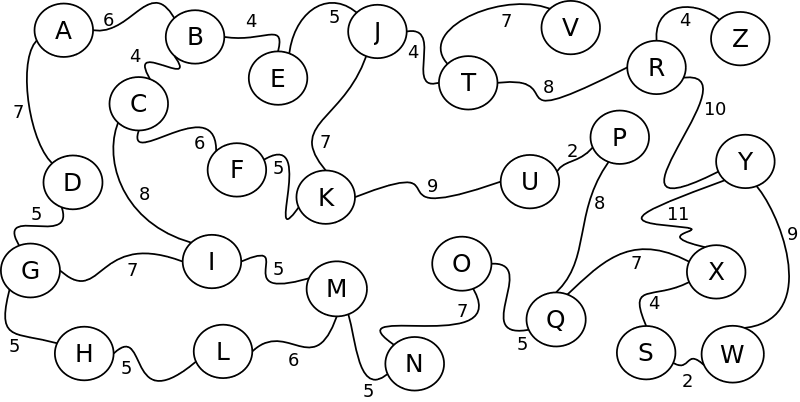 A 6 B 4 E 5 J 4 T 7 V R 4 Z
4
C 6 F 5 K 7 8 10
7 D 5 8 9 U 2 P Y
G 7 I 5 M 8 11 9
O 7 5 Q 7 X
5 H 5 L 6 5 N 4 S 2 W